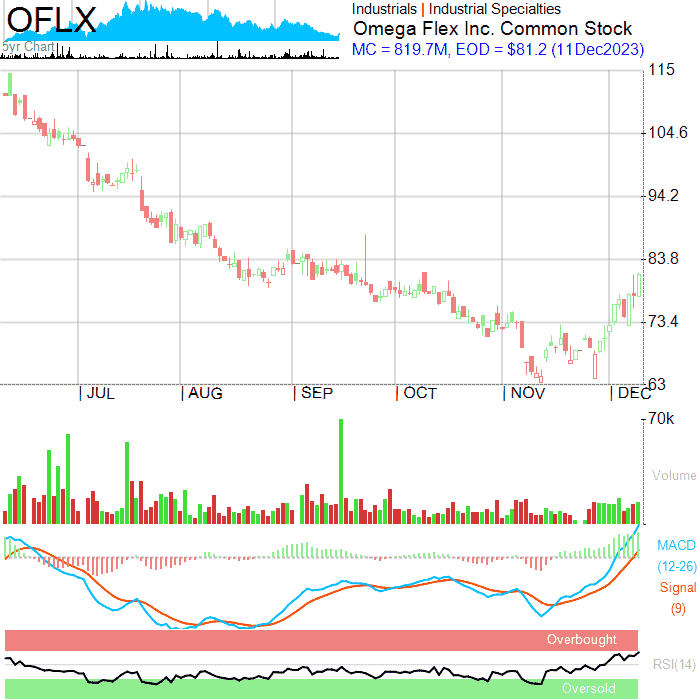 OFLX
5yr Chart
Industrials | Industrial Specialties
Omega Flex Inc. Common Stock
MC = 819.7M, EOD = $81.2 (11Dec2023)
115
104.6
94.2
83.8
73.4
63
JUL
AUG
SEP
OCT
NOV
DEC
70k
Volume
MACD
(12-26)
Signal
(9)
Overbought
RSI(14)
Oversold